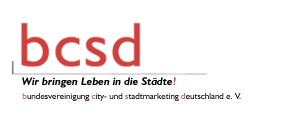 bcsd
Wir bringen Leben in die Städte!
bundesvereinigung city- und stadtmarketing deutschland e. V.